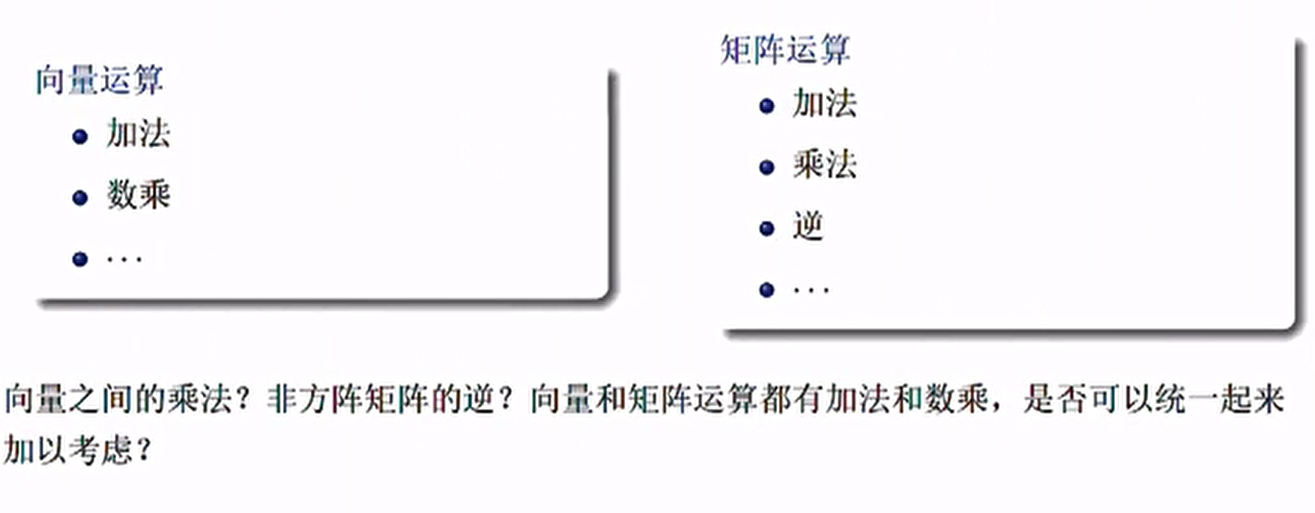 向量运算
加法
数乘
···
矩阵运算
加法
乘法
逆
···
向量之间的乘法？非方阵矩阵的逆？向量和矩阵运算都有加法和数乘，是否可以统一起来
加以考虑？